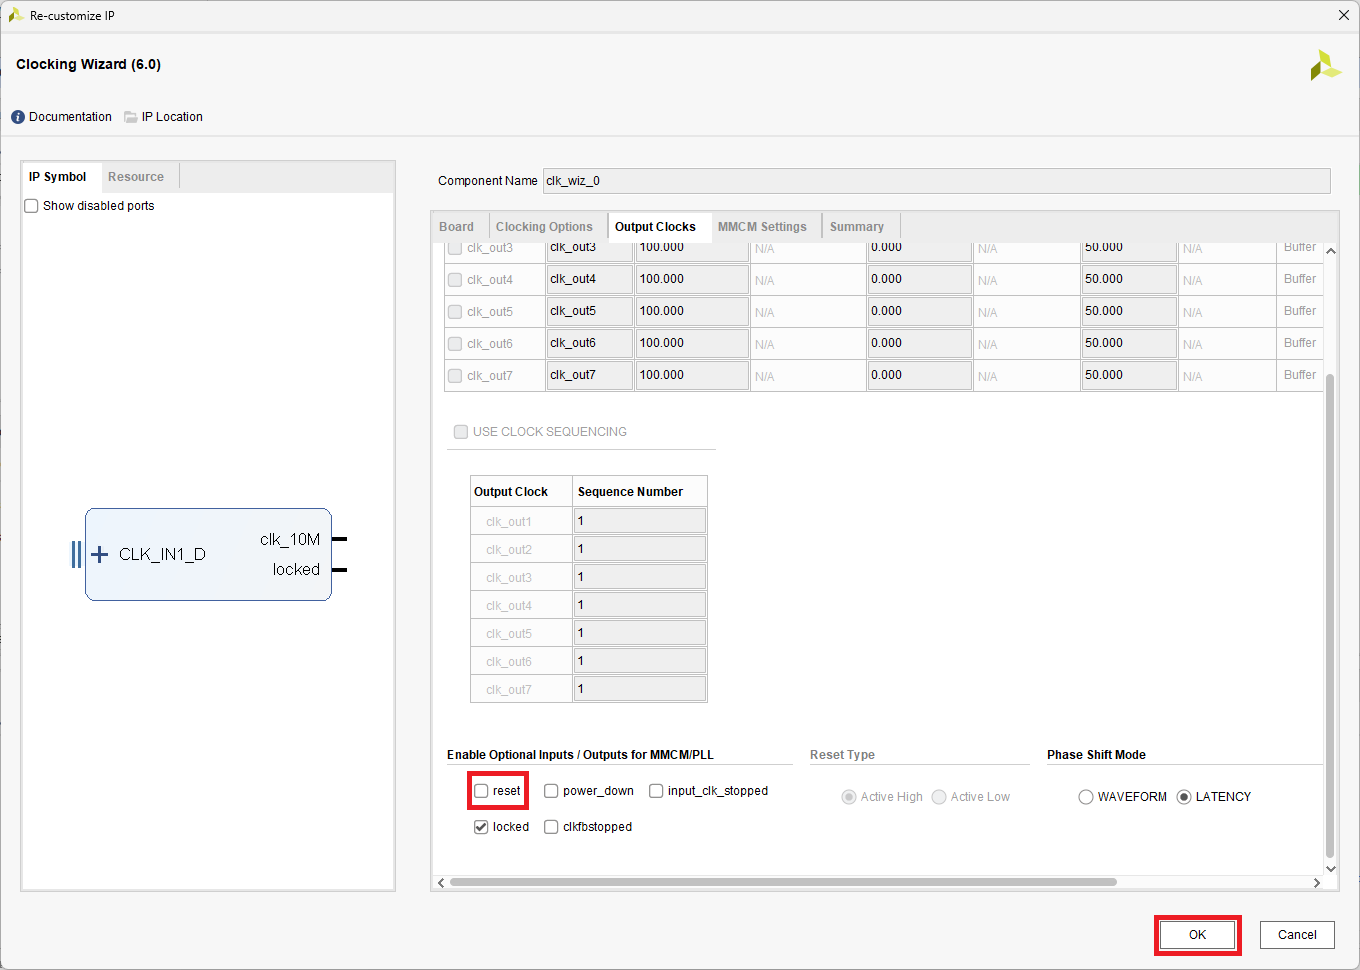 Re-customize IP
Clocking Wizard (6.0)
Documentation IP Location
IP Symbol Resource
Show disabled ports
CLK_IN1_D
clk_10M
locked
Component Name clk_wiz_0
Board Clocking Options Output Clocks MMCM Settings Summary
clk_out3 clk_out3 100.000 N/A 0.000 N/A 50.000 N/A Buffer
clk_out4 clk_out4 100.000 N/A 0.000 N/A 50.000 N/A Buffer
clk_out5 clk_out5 100.000 N/A 0.000 N/A 50.000 N/A Buffer
clk_out6 clk_out6 100.000 N/A 0.000 N/A 50.000 N/A Buffer
clk_out7 clk_out7 100.000 N/A 0.000 N/A 50.000 N/A Buffer
USE CLOCK SEQUENCING
Output Clock Sequence Number
clk_out1 1
clk_out2 1
clk_out3 1
clk_out4 1
clk_out5 1
clk_out6 1
clk_out7 1
Enable Optional Inputs / Outputs for MMCM/PLL Reset Type Phase Shift Mode
reset power_down input_clk_stopped Active High Active Low WAVEFORM LATENCY
locked clkfbstopped
OK Cancel